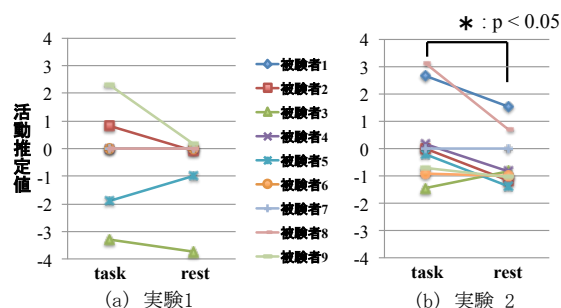 * : p < 0.05
活動推定値
4
3
2
1
0
-1
-2
-3
-4
task rest
(a) 実験1
被験者1
被験者2
被験者3
被験者4
被験者5
被験者6
被験者7
被験者8
被験者9
4
3
2
1
0
-1
-2
-3
-4
task rest
(b) 実験 2